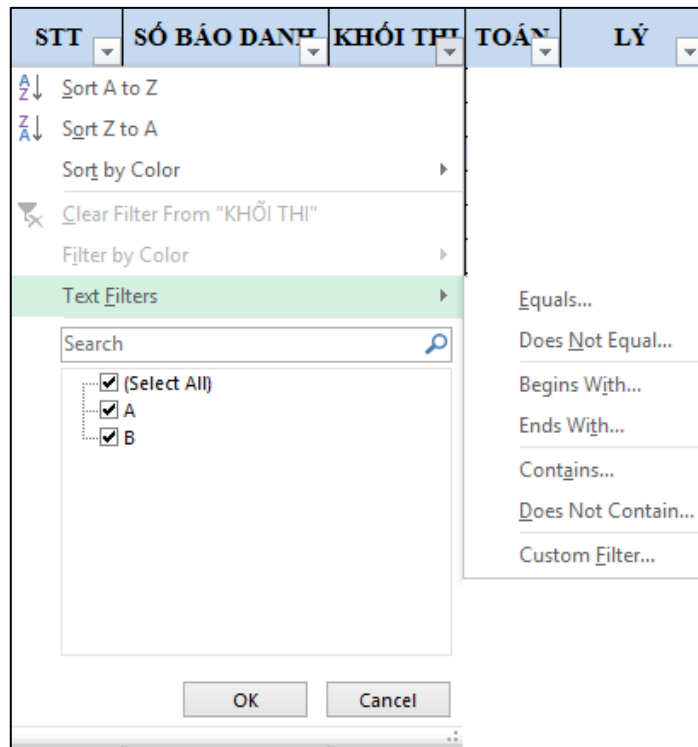 STT SỐ BÁO DANH KHỐI THI TOÁN LÝ
Sort A to Z
Sort Z to A
Sort by Color
Clear Filter From "KHỐI THI"
Filter by Color
Text Filters
Search
(Select All)
A
B
OK Cancel
Equals...
Does Not Equal...
Begins With...
Ends With...
Contains...
Does Not Contain...
Custom Filter...